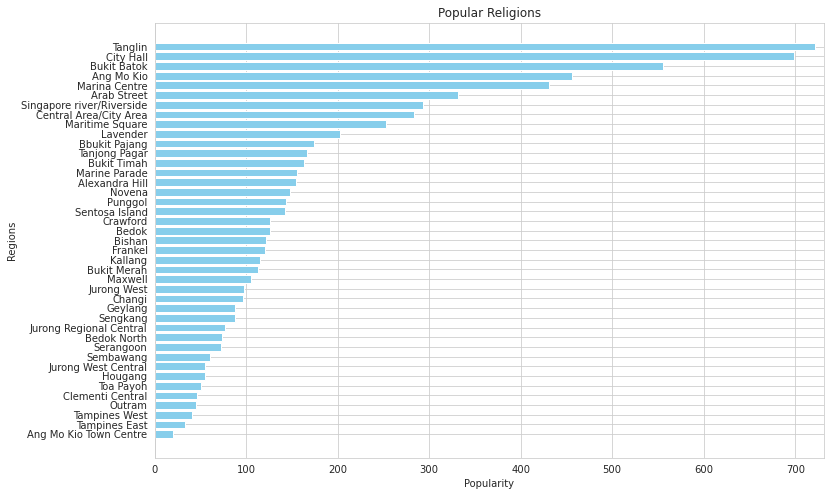 Popular Religions
Tanglin
City Hall
Bukit Batok
Ang Mo Kio
Marina Centre
Arab Street
Singapore river/Riverside
Central Area/City Area
Maritime Square
Lavender
Bbukit Pajang
Tanjong Pagar
Bukit Timah
Marine Parade
Alexandra Hill
Novena
Punggol
Sentosa Island
Crawford
Bedok
Bishan
Frankel
Kallang
Bukit Merah
Maxwell
Jurong West
Changi
Geylang
Sengkang
Jurong Regional Central
Bedok North
Serangoon
Sembawang
Jurong West Central
Hougang
Toa Payoh
Clementi Central
Outram
Tampines West
Tampines East
Ang Mo Kio Town Centre
Regions
0 100 200 300 400 500 600 700
Popularity